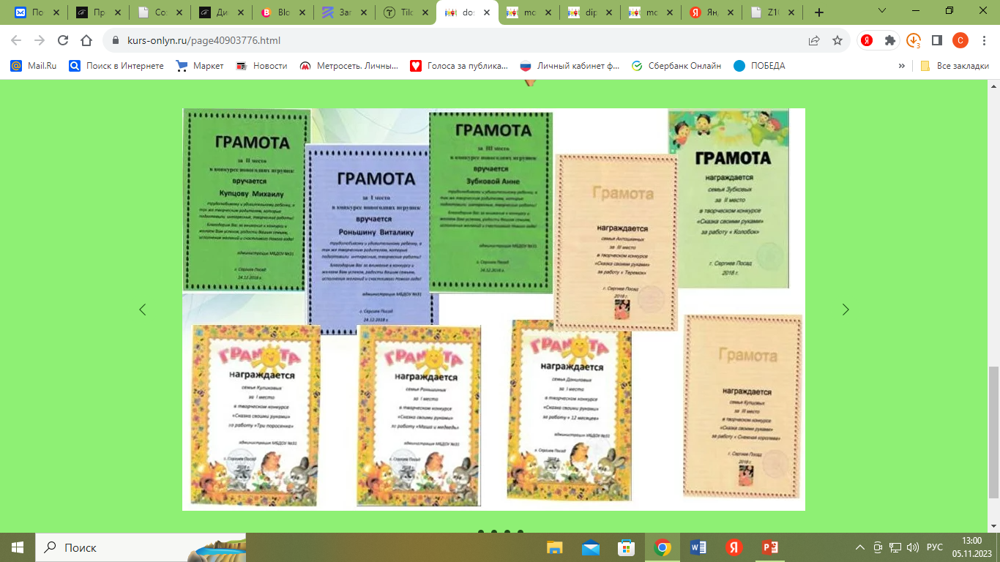 По
Пр
Со
Ди
Blo
Заг
Tilc
dos
mc
dip
mc
Ян
Z1
kurs-onlyn.ru/page40903776.html
С
3
Mail.Ru
Поиск в Интернете
Маркет
Новости
Метросеть. Личны...
Голоса за публика...
Личный кабинет ф...
Сбербанк Онлайн
ПОБЕДА
»
Все закладки
ГРАМОТА
за II место
в конкурсе новогодних игрушек
вручается
Купцову Михаилу
трудолюбивому и удивительному ребенку, а
так же творческим родителям, которые
подготовили интересные, творческие работы!
Благодарим Вас за внимание к конкурсу и
желаем Вам успехов, радости Вашим семьям,
исполнения желаний и счастливого Нового года!
администрация МБДОУ №31
г. Сергиев Посад
24.12.2018 г.
ГРАМОТА
за I место
в конкурсе новогодних игрушек
вручается
Роньшину Виталику
трудолюбивому и удивительному ребенку, а
так же творческим родителям, которые
подготовили интересные, творческие работы!
Благодарим Вас за внимание к конкурсу и
желаем Вам успехов, радости Вашим семьям,
исполнения желаний и счастливого Нового года!
администрация МБДОУ №31
г. Сергиев Посад
24.12.2018 г.
ГРАМОТА
за III место
в конкурсе новогодних игрушек
вручается
Зубковой Анне
трудолюбивому и удивительному ребенку, а
так же творческим родителям, которые
подготовили интересные, творческие работы!
Благодарим Вас за внимание к конкурсу и
желаем Вам успехов, радости Вашим семьям,
исполнения желаний и счастливого Нового года!
администрация МБДОУ №31
г. Сергиев Посад
24.12.2018 г.
Грамота
награждается
семья Антошиных
за III место
в творческом конкурсе
«Сказка своими руками»
за работу « Теремок»
г. Сергиев Посад
2018 г.
ГРАМОТА
награждается
семья Зубковых
за II место
в творческом конкурсе
«Сказка своими руками»
за работу « Колобок»
г. Сергиев Посад
2018 г.
ГРАМОТА
награждается
семья Куликовых
за I место
в творческом конкурсе
«Сказка своими руками»
за работу «Три поросенка»
администрация МБДОУ №31
г. Сергиев Посад
2018 г.
ГРАМОТА
награждается
семья Роньшиных
за I место
в творческом конкурсе
«Сказка своими руками»
за работу «Маша и медведь»
администрация МБДОУ №31
г. Сергиев Посад
2018 г.
ГРАМОТА
награждается
семья Даниловых
за I место
в творческом конкурсе
«Сказка своими руками»
за работу « 12 месяцев»
администрация МБДОУ №31
г. Сергиев Посад
2018 г.
Грамота
награждается
семья Купцовых
за III место
в творческом конкурсе
«Сказка своими руками»
за работу « Снежная королева»
г. Сергиев Посад
2018 г.
Поиск
РУС
13:00
05.11.2023